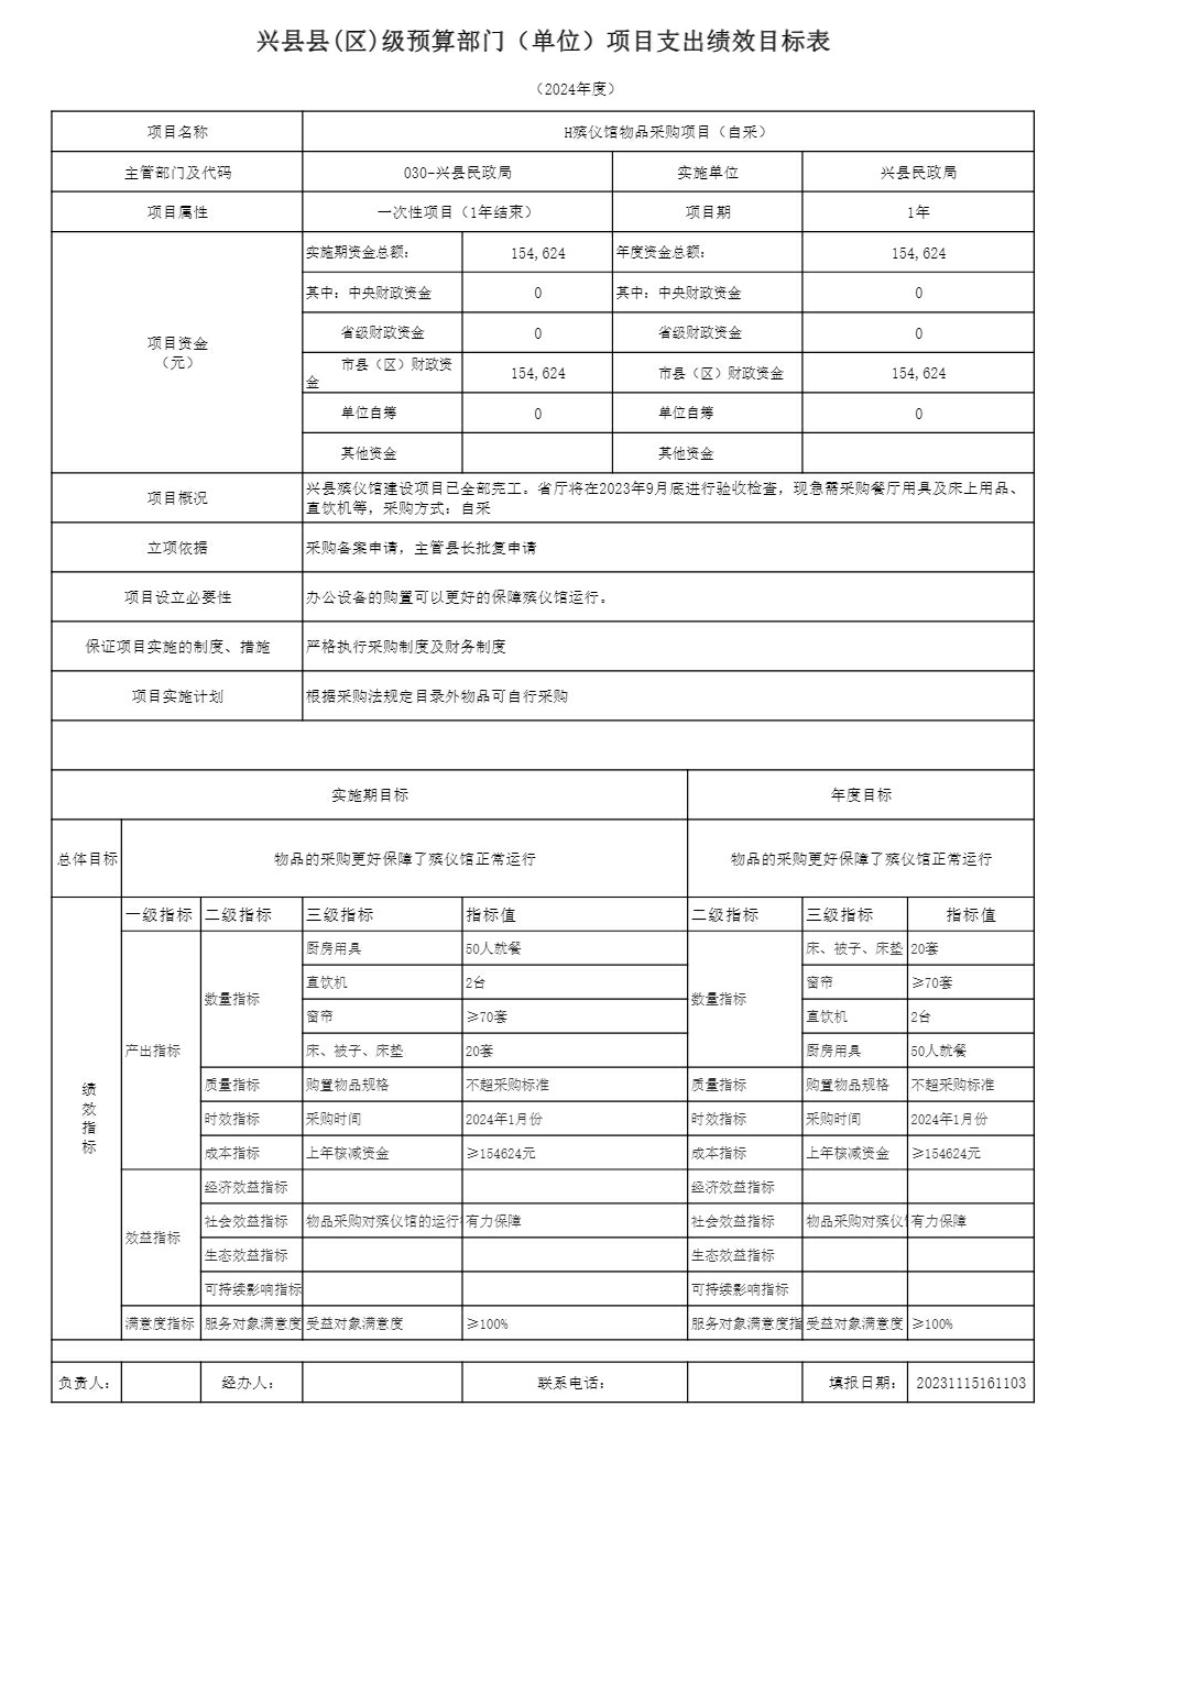 兴县县(区)级预算部门（单位）项目支出绩效目标表
（2024年度）
项目名称 H殡仪馆物品采购项目（自采）
主管部门及代码 030-兴县民政局 实施单位 兴县民政局
项目属性 一次性项目（1年结束） 项目期 1年
项目资金
（元）
实施期资金总额： 154,624 年度资金总额： 154,624
其中：中央财政资金 0 其中：中央财政资金 0
省级财政资金 0 省级财政资金 0
市县（区）财政资
金 154,624 市县（区）财政资金 154,624
单位自筹 0 单位自筹 0
其他资金 其他资金
项目概况 兴县殡仪馆建设项目已全部完工。省厅将在2023年9月底进行验收检查，现急需采购餐厅用具及床上用品、
直饮机等，采购方式：自采
立项依据 采购备案申请，主管县长批复申请
项目设立必要性 办公设备的购置可以更好的保障殡仪馆运行。
保证项目实施的制度、措施 严格执行采购制度及财务制度
项目实施计划 根据采购法规定目录外物品可自行采购
实施期目标 年度目标
总体目标 物品的采购更好保障了殡仪馆正常运行 物品的采购更好保障了殡仪馆正常运行
绩
效
指
标
一级指标 二级指标 三级指标 指标值 二级指标 三级指标 指标值
产出指标 数量指标 厨房用具 50人就餐 数量指标 床、被子、床垫 20套
直饮机 2台 窗帘 ≥70套
窗帘 ≥70套 直饮机 2台
床、被子、床垫 20套 厨房用具 50人就餐
质量指标 购置物品规格 不超采购标准 质量指标 购置物品规格 不超采购标准
时效指标 采购时间 2024年1月份 时效指标 采购时间 2024年1月份
成本指标 上年核减资金 ≥154624元 成本指标 上年核减资金 ≥154624元
效益指标 经济效益指标 经济效益指标
社会效益指标 物品采购对殡仪馆的运行 有力保障 社会效益指标 物品采购对殡仪 有力保障
生态效益指标 生态效益指标
可持续影响指标 可持续影响指标
满意度指标 服务对象满意度 受益对象满意度 ≥100% 服务对象满意度指 受益对象满意度 ≥100%
负责人： 经办人： 联系电话： 填报日期： 20231115161103